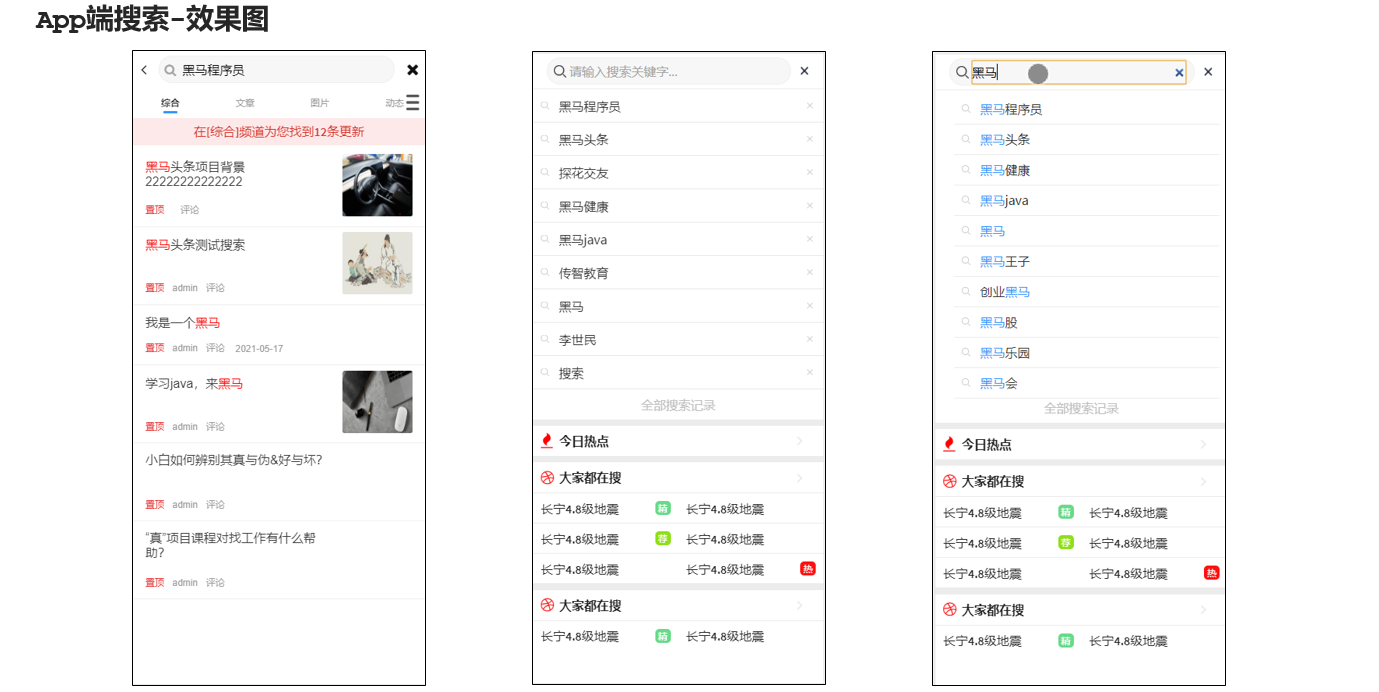 App端搜索-效果图
黑马程序员
综合 文章 图片 动态
在[综合]频道为您找到12条更新
黑马头条项目背景
22222222222222
置顶 评论
黑马头条测试搜索
置顶 admin 评论
我是一个黑马
置顶 admin 评论 2021-05-17
学习java，来黑马
置顶 admin 评论
小白如何辨别其真与伪&好与坏？
置顶 admin 评论
“真”项目课程对找工作有什么帮
助？
置顶 admin 评论
请输入搜索关键字...
黑马程序员
黑马头条
探花交友
黑马健康
黑马java
传智教育
黑马
李世民
搜索
全部搜索记录
今日热点
大家都在搜
长宁4.8级地震 精 长宁4.8级地震
长宁4.8级地震 荐 长宁4.8级地震
长宁4.8级地震 长宁4.8级地震 热
大家都在搜
长宁4.8级地震 精 长宁4.8级地震
黑马
黑马程序员
黑马头条
黑马健康
黑马java
黑马
黑马王子
创业黑马
黑马股
黑马乐园
黑马会
全部搜索记录
今日热点
大家都在搜
长宁4.8级地震 精 长宁4.8级地震
长宁4.8级地震 荐 长宁4.8级地震
长宁4.8级地震 长宁4.8级地震 热
大家都在搜
长宁4.8级地震 精 长宁4.8级地震